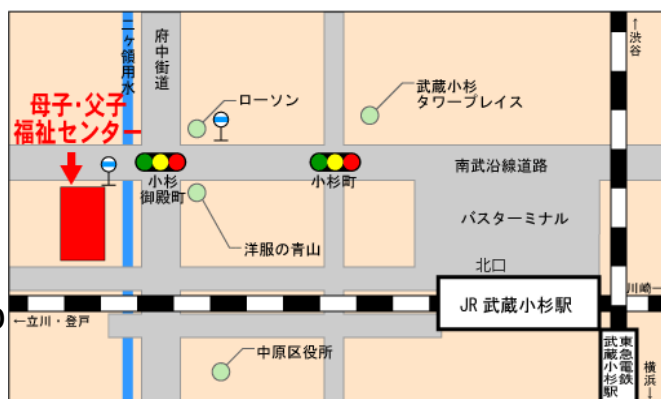 二ヶ領用水
府中街道
↑渋谷
母子・父子
福祉センター
ローソン
武蔵小杉
タワープレイス
小杉
御殿町
小杉町
南武沿線道路
洋服の青山
バスターミナル
北口
JR 武蔵小杉駅
川崎→
←立川・登戸
中原区役所
東急電鉄
武蔵小杉駅
横浜↓